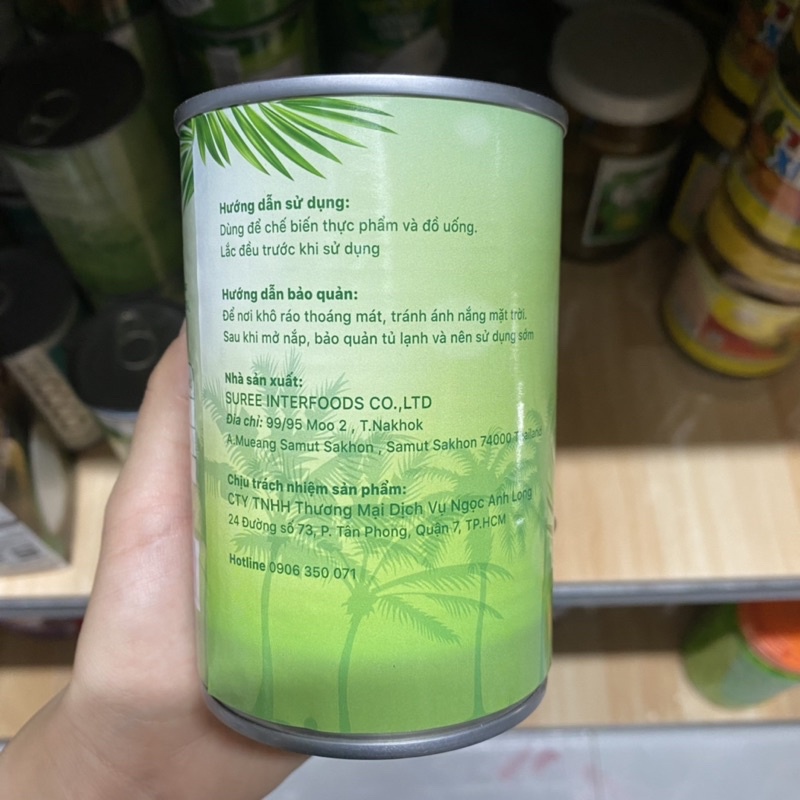 Hướng dẫn sử dụng:
Dùng để chế biến thực phẩm và đồ uống.
Lắc đều trước khi sử dụng
Hướng dẫn bảo quản:
Để nơi khô ráo thoáng mát, tránh ánh nắng mặt trời.
Sau khi mở nắp, bảo quản tủ lạnh và nên sử dụng sớm
Nhà sản xuất:
SUREE INTERFOODS CO.,LTD
Địa chỉ: 99/95 Moo 2 , T.Nakhok
A.Mueang Samut Sakhon , Samut Sakhon 74000 Thailand
Chịu trách nhiệm sản phẩm:
CTY TNHH Thương Mại Dịch Vụ Ngọc Anh Long
24 Đường số 73, P. Tân Phong, Quận 7, TP.HCM
Hotline 0906 350 071